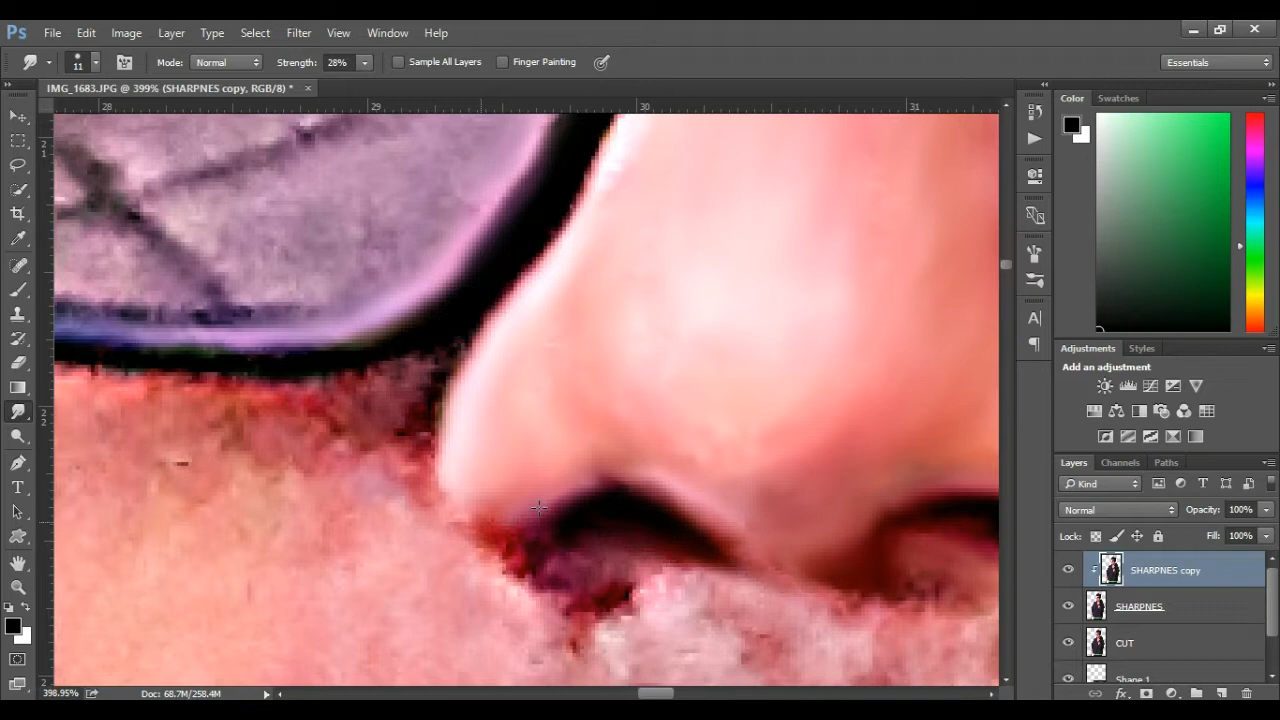 Ps File Edit Image Layer Type Select Filter View Window Help
11 Mode: Normal Strength: 28% Sample All Layers Finger Painting Essentials
IMG_1683.JPG @ 399% (SHARPNES copy, RGB/8) * ×
28 29 30 31
Color Swatches
Adjustments Styles
Add an adjustment
Layers Channels Paths
Kind
Normal Opacity: 100%
Lock: Fill: 100%
SHARPNES copy
SHARPNES
CUT
Shape 1
398.95% Doc: 68.7M/258.4M